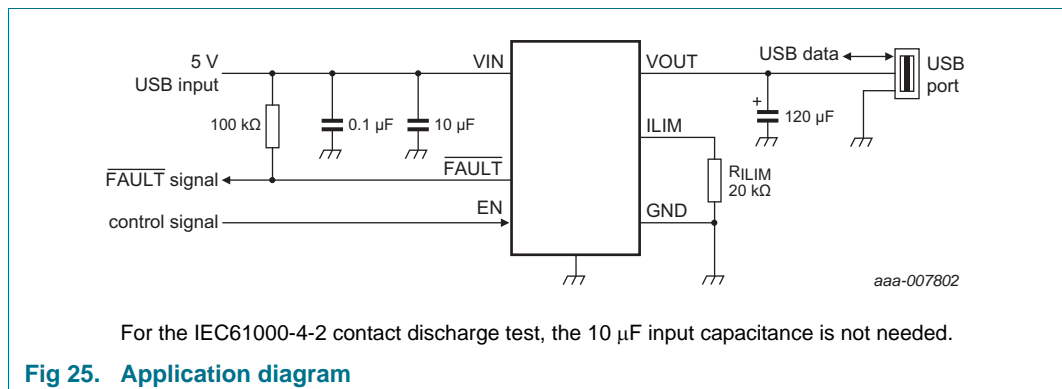 5 V
USB input
VIN
VOUT
USB data
USB
port
100 kΩ
0.1 μF
10 μF
+
120 μF
ILIM
RILIM
20 kΩ
FAULT signal
FAULT
control signal
EN
GND
aaa-007802
For the IEC61000-4-2 contact discharge test, the 10 μF input capacitance is not needed.
Fig 25. Application diagram